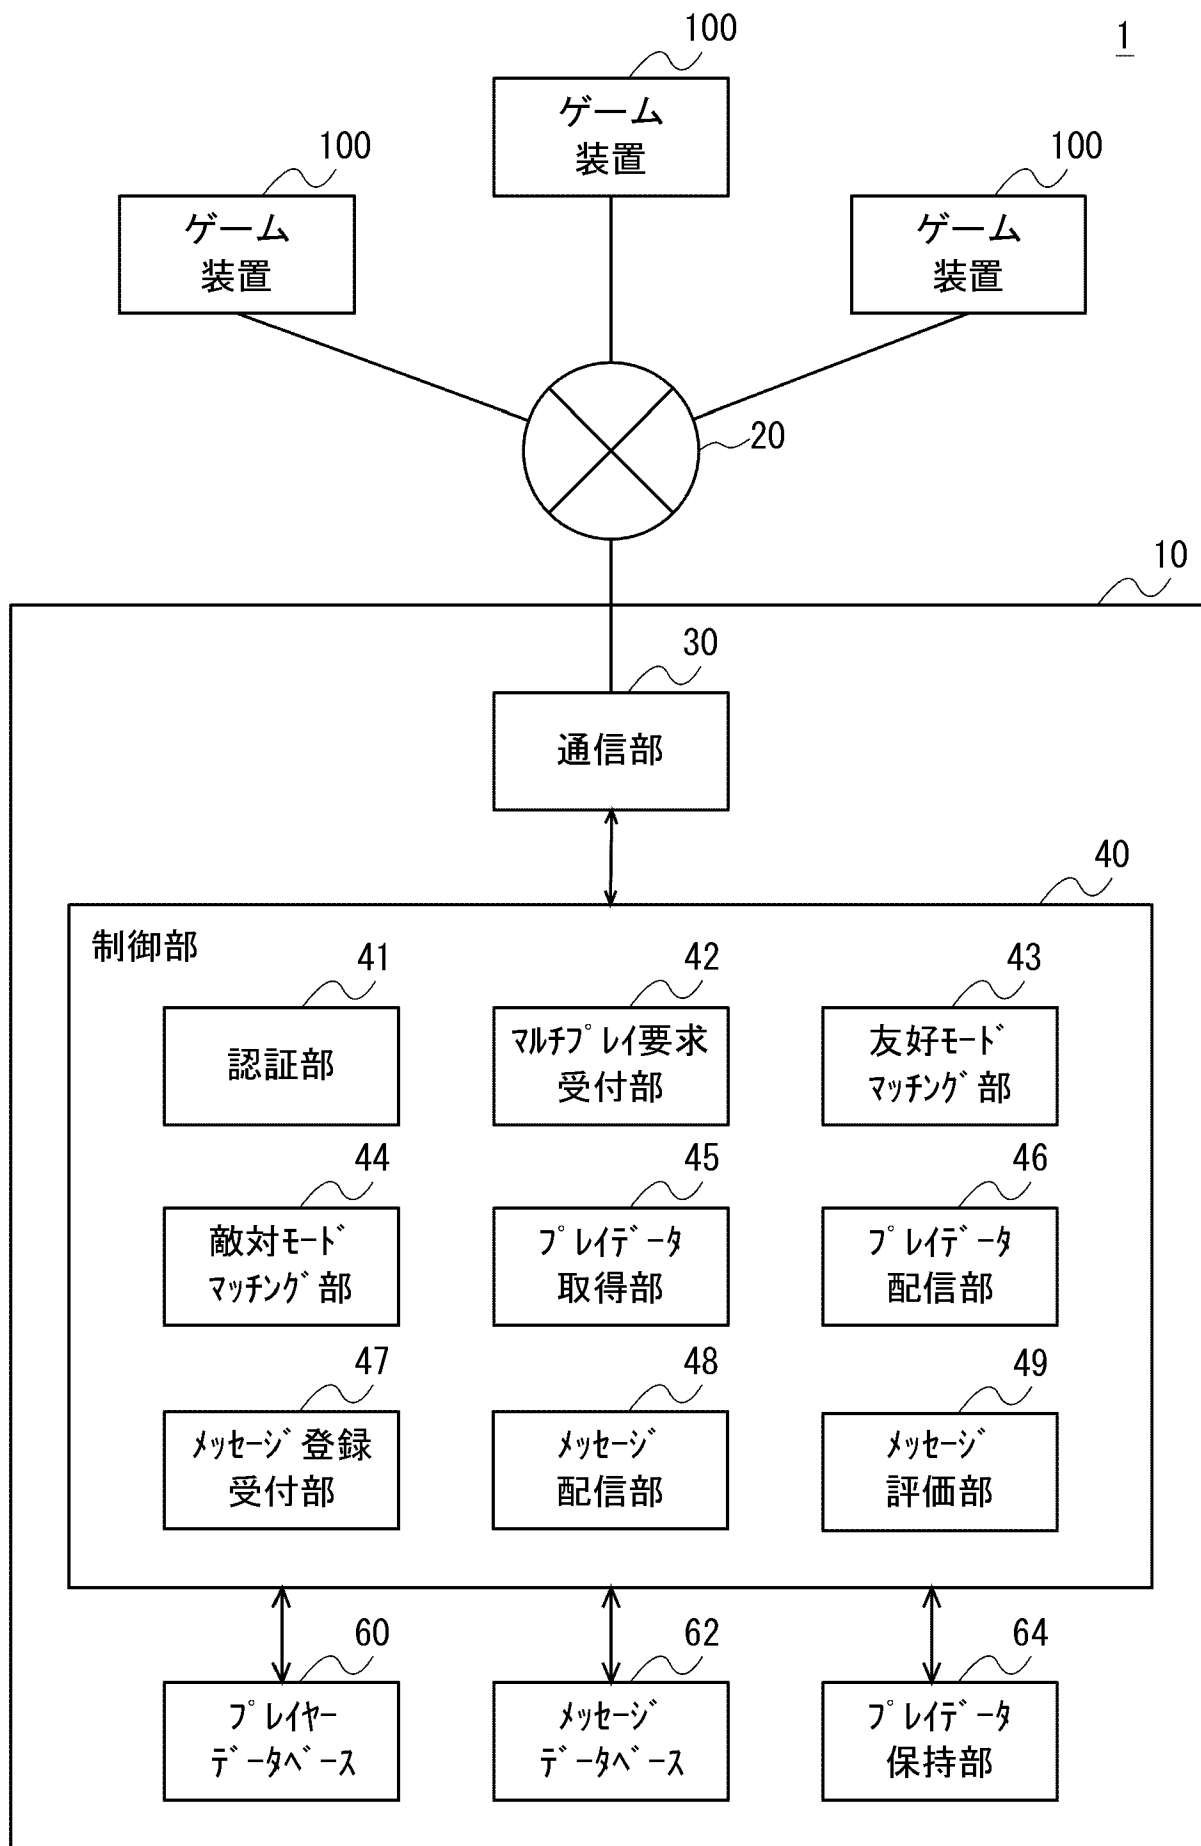 1
100
ゲーム
装置
100
ゲーム
装置
100
ゲーム
装置
20
10
30
通信部
40
制御部
41
認証部
42
ﾏﾙﾁﾌﾟﾚｲ要求
受付部
43
友好ﾓｰﾄﾞ
ﾏｯﾁﾝｸﾞ部
44
敵対ﾓｰﾄﾞ
ﾏｯﾁﾝｸﾞ部
45
ﾌﾟﾚｲﾃﾞｰﾀ
取得部
46
ﾌﾟﾚｲﾃﾞｰﾀ
配信部
47
ﾒｯｾｰｼﾞ登録
受付部
48
ﾒｯｾｰｼﾞ
配信部
49
ﾒｯｾｰｼﾞ
評価部
60
ﾌﾟﾚｲﾔｰ
ﾃﾞｰﾀﾍﾞｰｽ
62
ﾒｯｾｰｼﾞ
ﾃﾞｰﾀﾍﾞｰｽ
64
ﾌﾟﾚｲﾃﾞｰﾀ
保持部